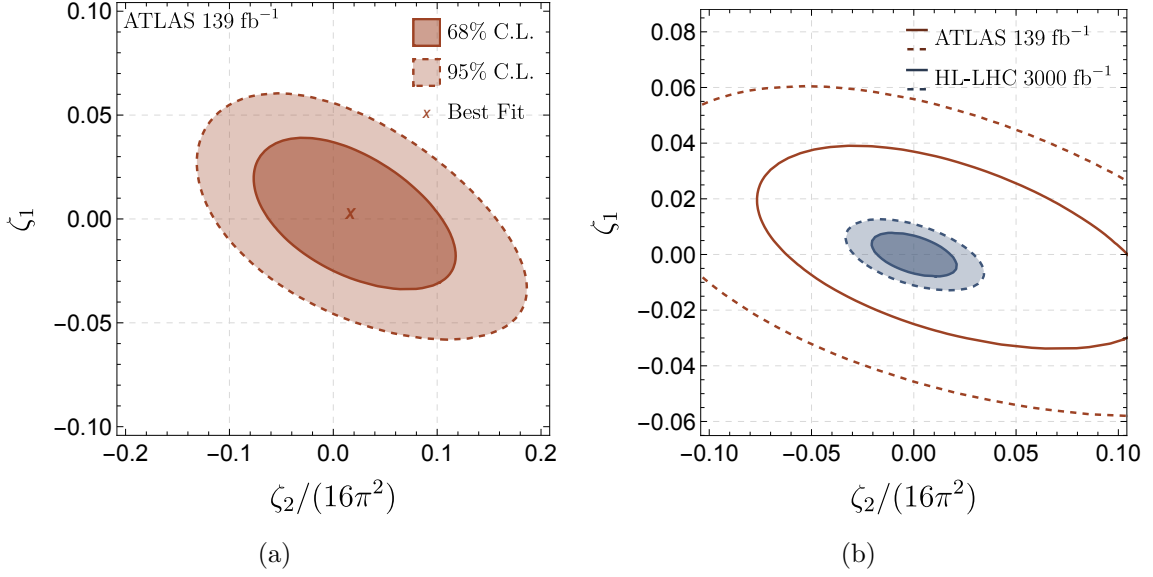 ATLAS 139 fb⁻¹
68% C.L.
95% C.L.
x Best Fit
0.10
0.05
0.00
−0.05
−0.10
ζ₁
−0.2
−0.1
0.0
0.1
0.2
ζ₂/(16π²)
(a)
ATLAS 139 fb⁻¹
HL-LHC 3000 fb⁻¹
0.08
0.06
0.04
0.02
0.00
−0.02
−0.04
−0.06
ζ₁
−0.10
−0.05
0.00
0.05
0.10
ζ₂/(16π²)
(b)